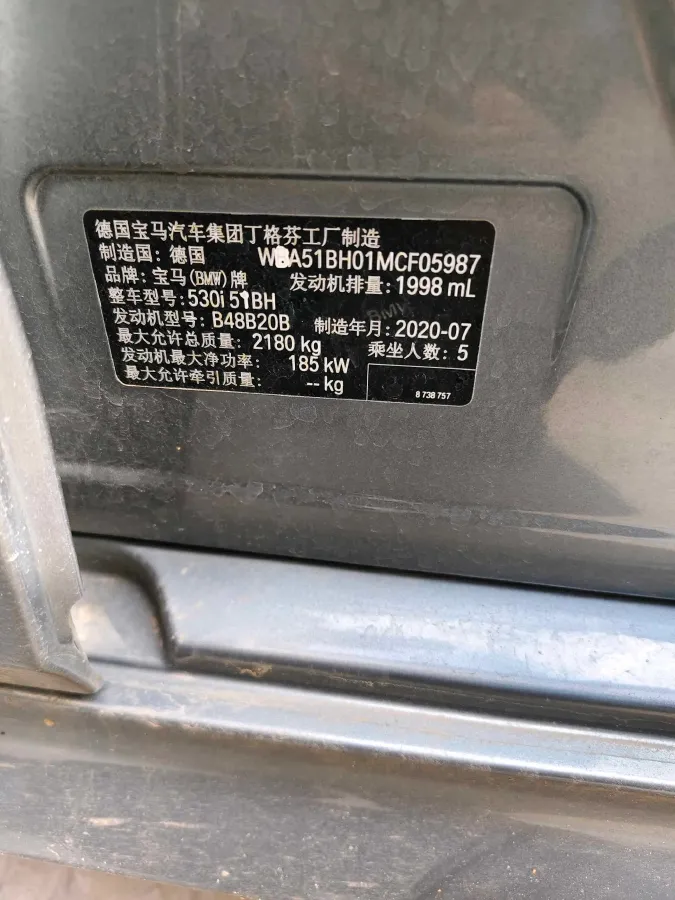 德国宝马汽车集团丁格芬工厂制造
制造国: 德国 WBA51BH01MCF05987
品牌: 宝马(BMW)牌 发动机排量: 1998 mL
整车型号: 530i 51BH
发动机型号: B48B20B 制造年月: 2020-07
最大允许总质量: 2180 kg 乘坐人数: 5
发动机最大净功率: 185 kW
最大允许牵引质量: -- kg
8 738 757
BMW